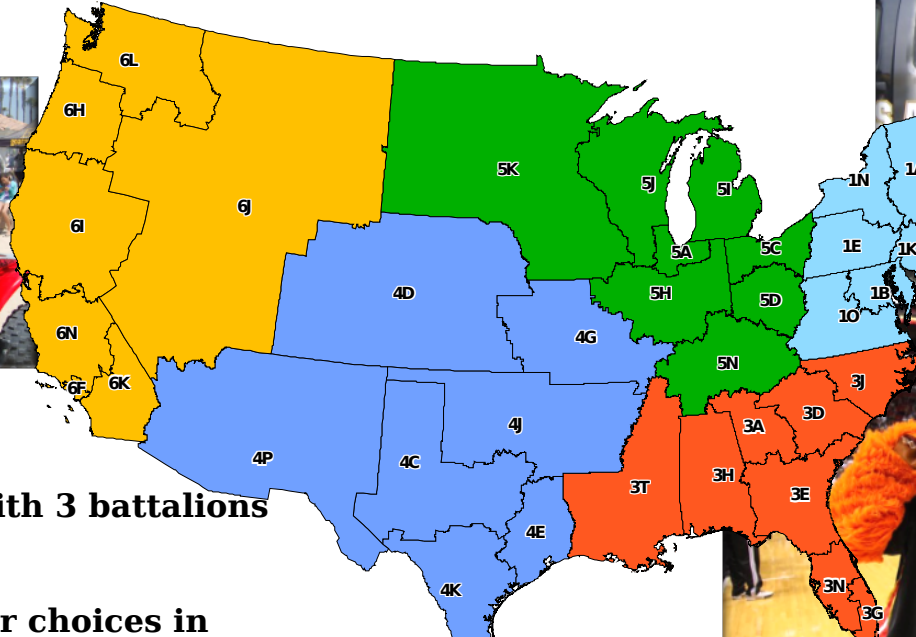 6L
6H
5K
1N
1A
5J
5I
6J
6I
1E
1K
5C
5A
4D
5H
5D
1B
1O
6N
4G
5N
6F
6K
3J
3D
4J
3A
4P
4C
3H
3T
3E
ith 3 battalions
4E
3N
4K
3G
r choices in